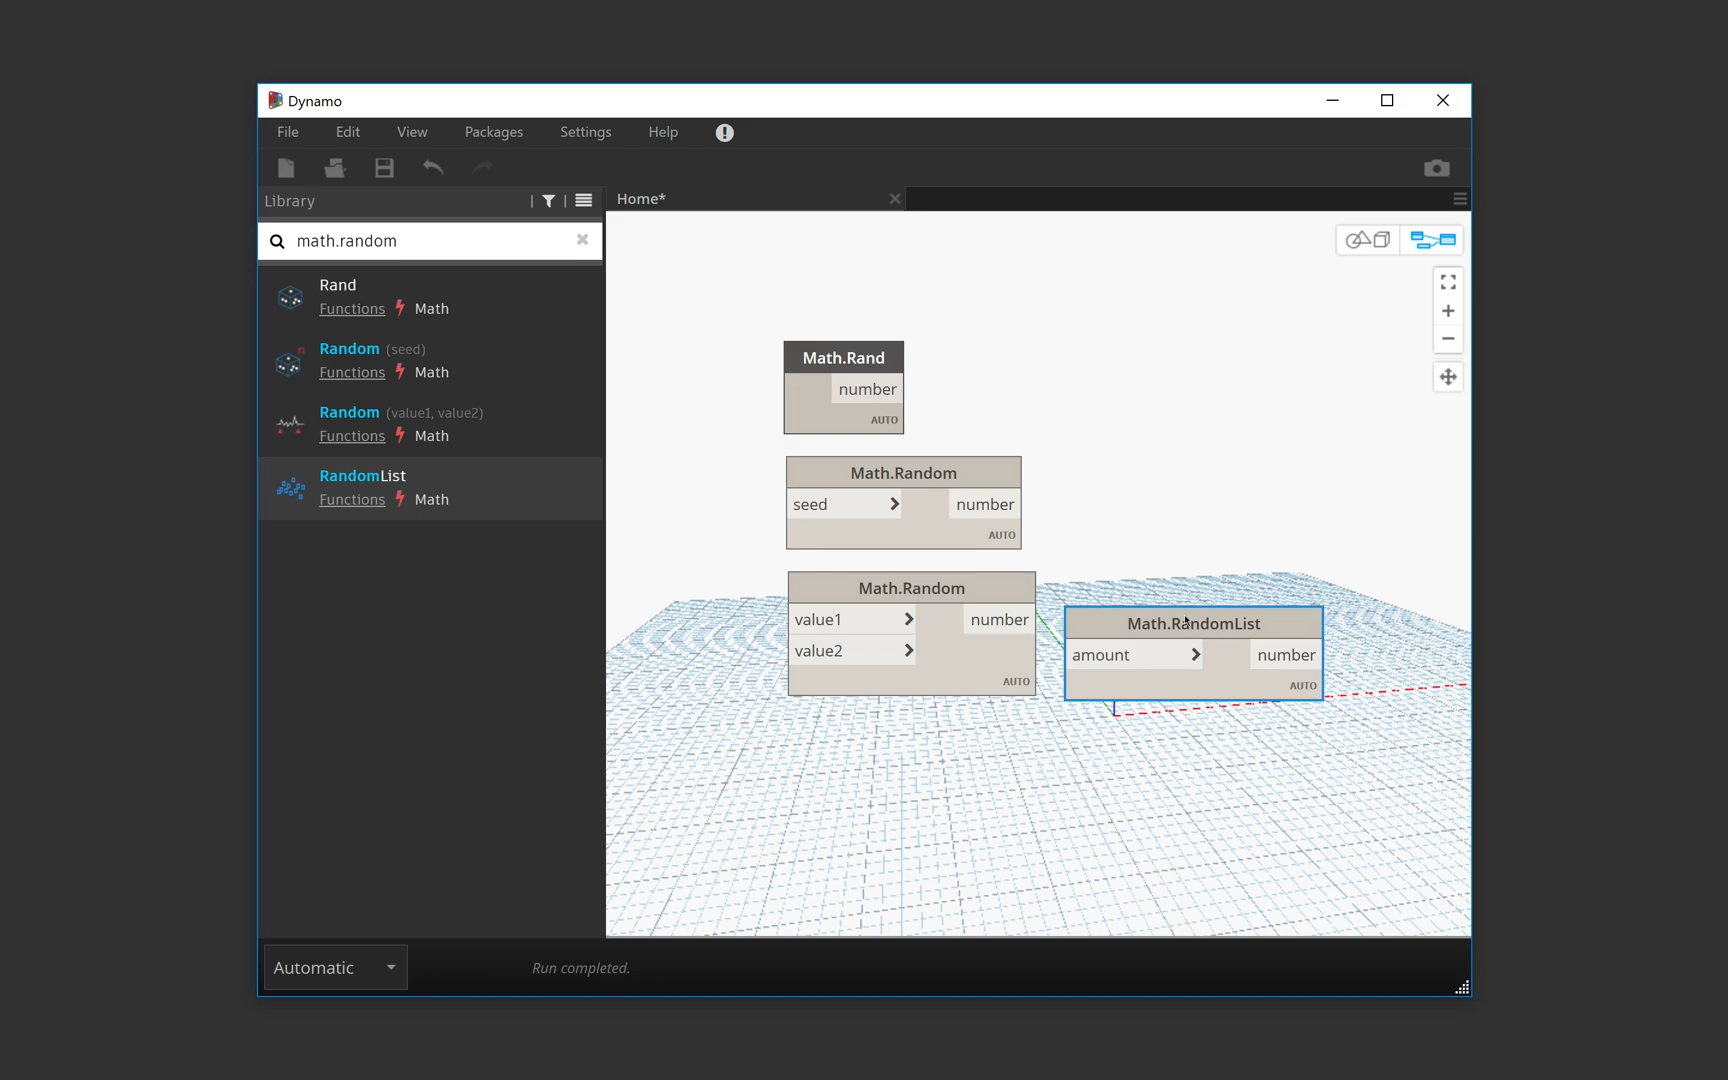 Dynamo
File Edit View Packages Settings Help
Library
Home*
math.random
Rand
Functions Math
Random (seed)
Functions Math
Random (value1, value2)
Functions Math
RandomList
Functions Math
Math.Rand
number
AUTO
Math.Random
seed number
AUTO
Math.Random
value1 number
value2
AUTO
Math.RandomList
amount number
AUTO
Automatic
Run completed.